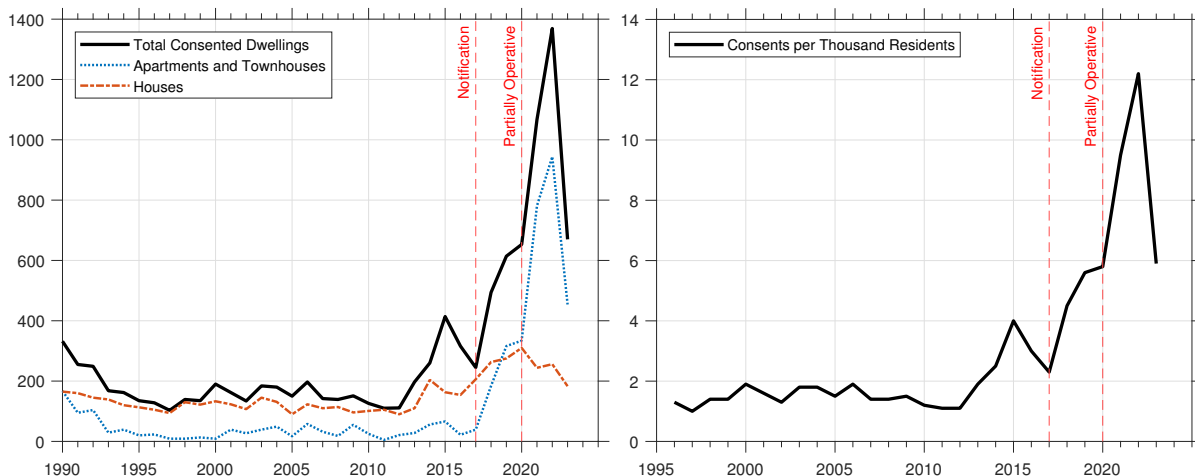 1400
1200
1000
800
600
400
200
0
Total Consented Dwellings
Apartments and Townhouses
Houses
Notification
Partially Operative
1990 1995 2000 2005 2010 2015 2020
14
12
10
8
6
4
2
0
Consents per Thousand Residents
Notification
Partially Operative
1995 2000 2005 2010 2015 2020